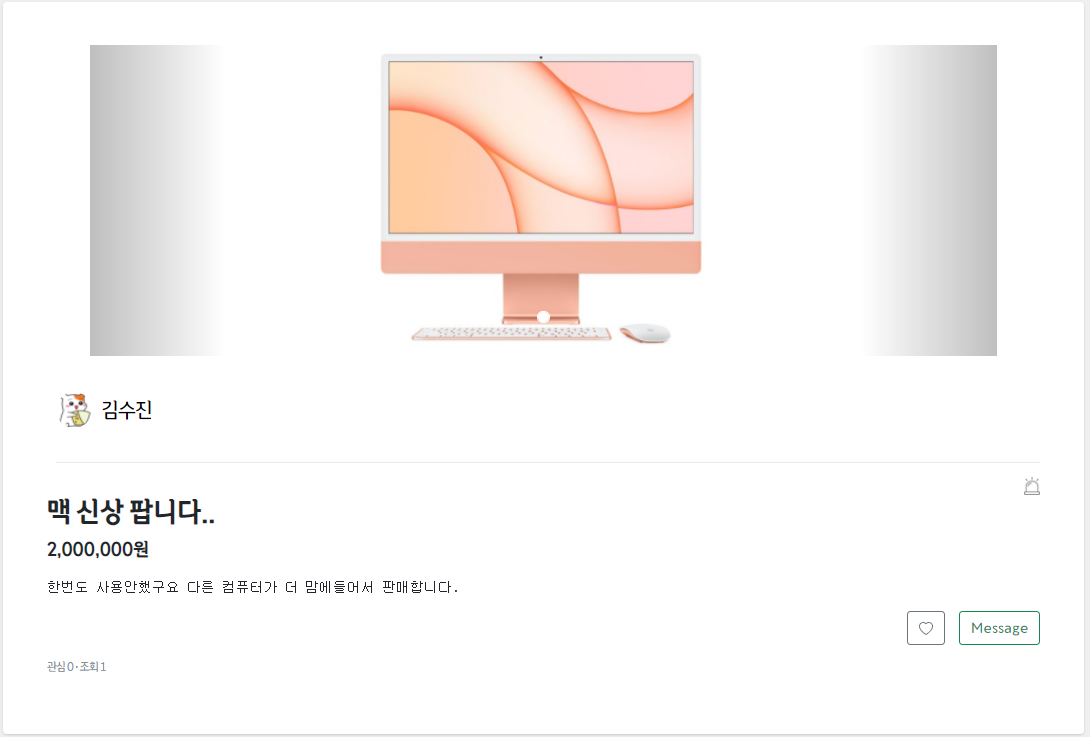 김수진
맥 신상 팝니다..
2,000,000원
한번도 사용안했구요 다른 컴퓨터가 더 맘에들어서 판매합니다.
Message
관심0·조회1